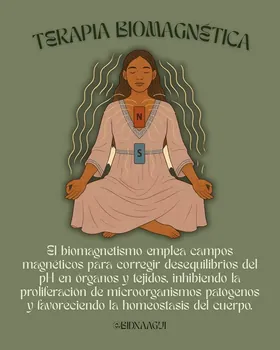 TERAPIA BIOMAGNÉTICA
N
S
El biomagnetismo emplea campos
magnéticos para corregir desequilibrios del
pH en órganos y tejidos, inhibiendo la
proliferación de microorganismos patógenos
y favoreciendo la homeostasis del cuerpo.
@BIDXAAGUI